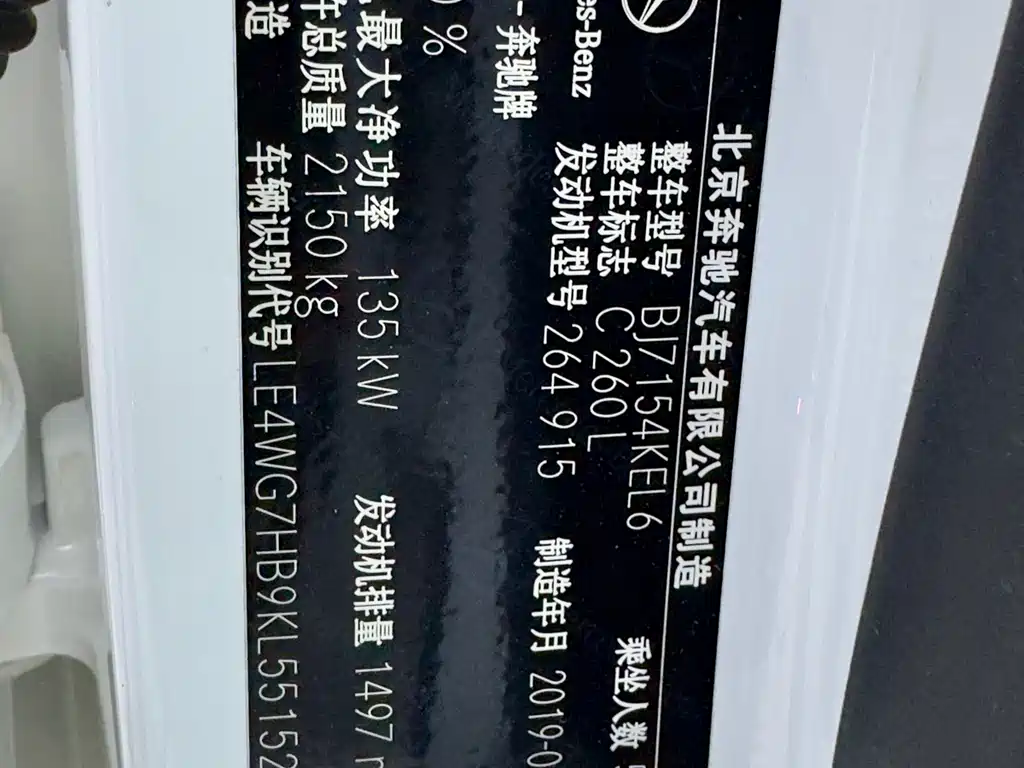 北京奔驰汽车有限公司制造
整车型号 BJ7154KEL6
整车标志 C 260 L 乘坐人数
es-Benz 发动机型号 264 915 制造年月 2019-0
奔驰牌
%
最大净功率 135 kW 发动机排量 1497
年总质量 2150 kg
造 车辆识别代号 LE4WG7HB9KL55152